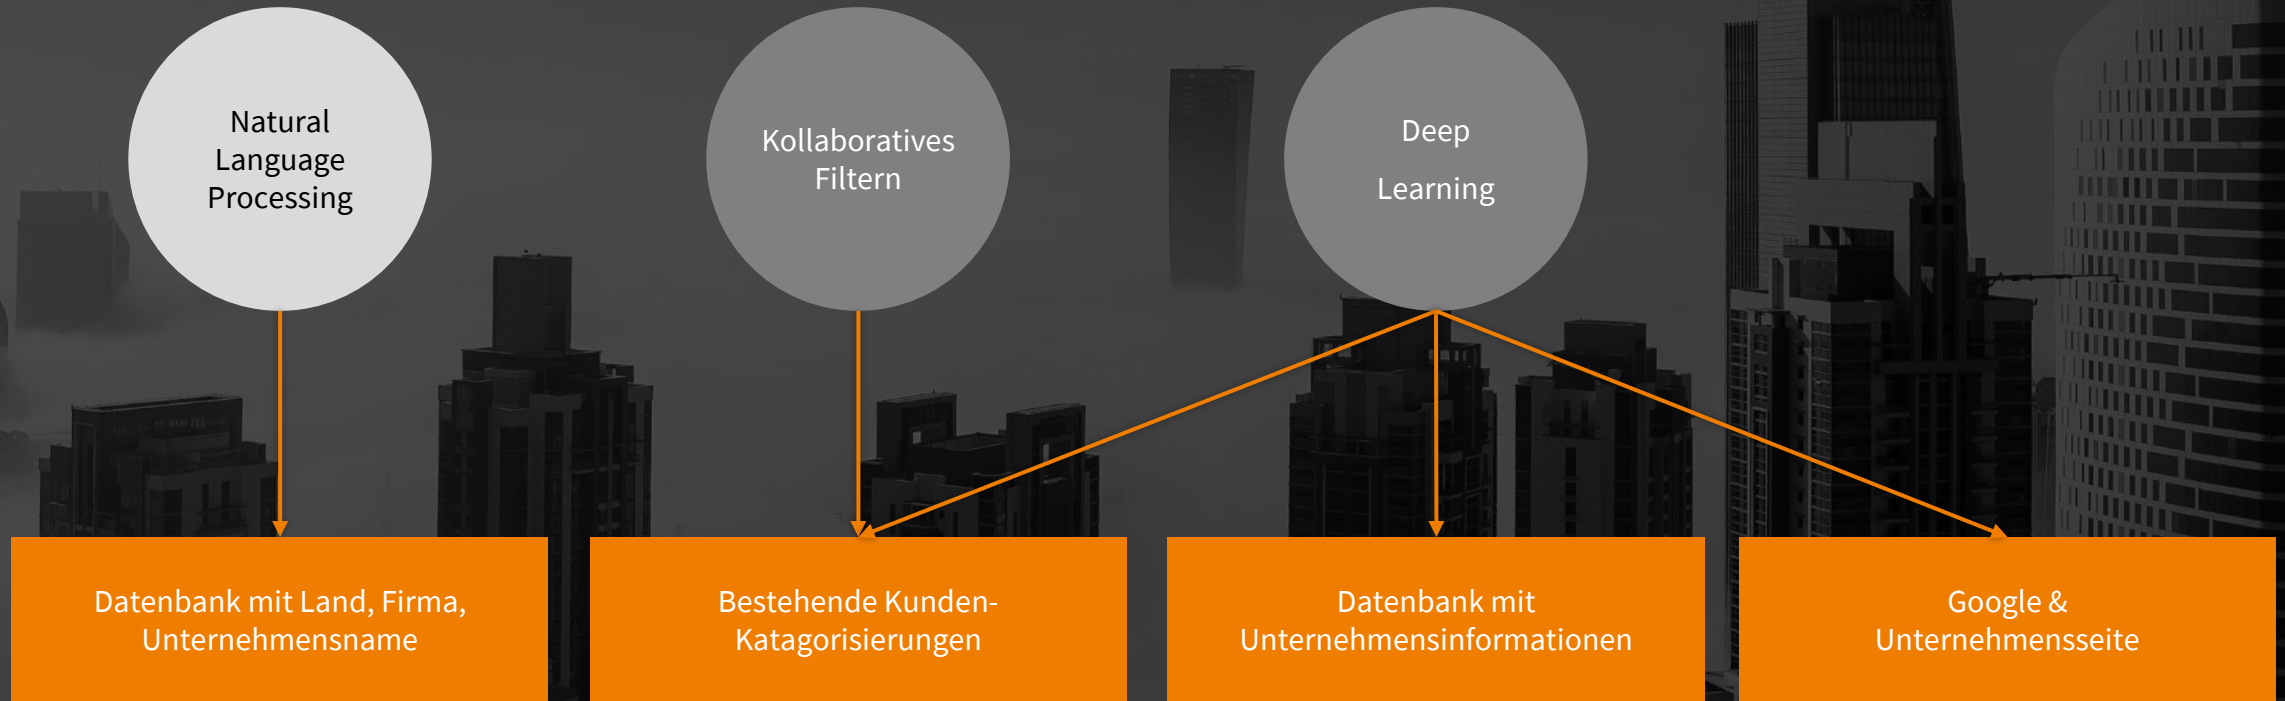 Natural
Language
Processing
Kollaboratives
Filtern
Deep
Learning
Datenbank mit Land, Firma,
Unternehmensname
Bestehende Kunden-
Katagorisierungen
Datenbank mit
Unternehmensinformationen
Google &
Unternehmensseite